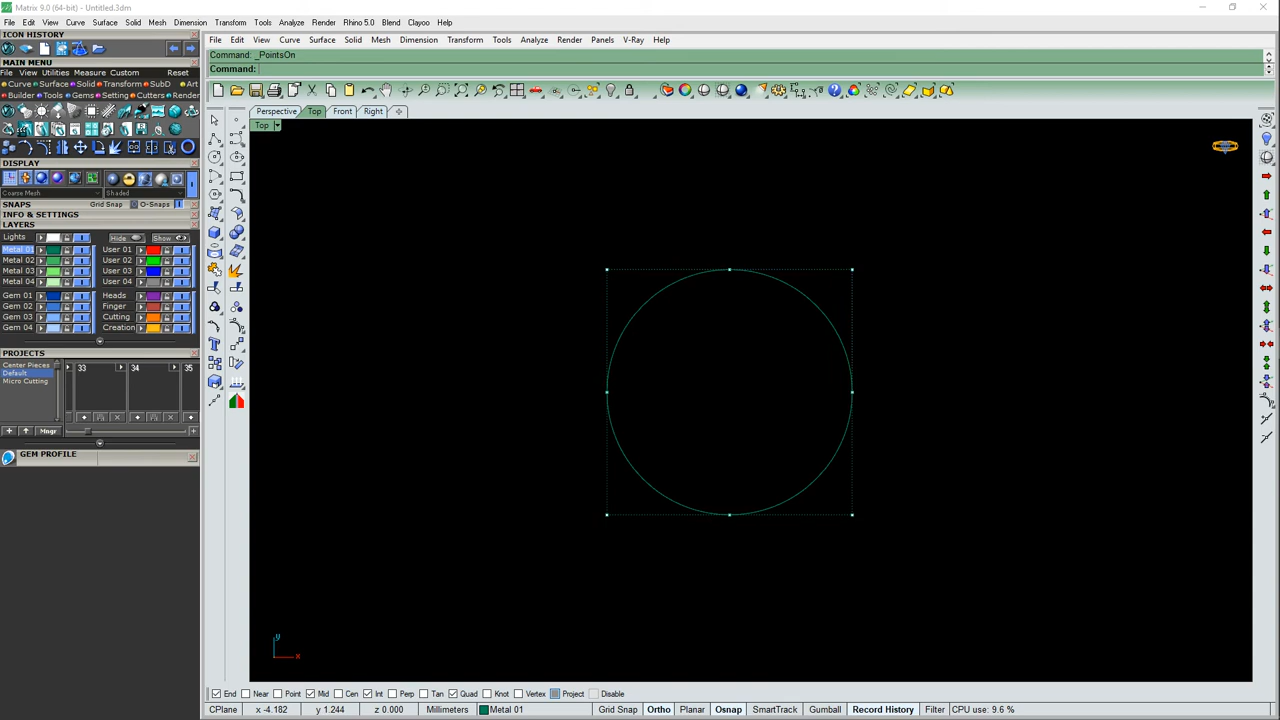 Matrix 9.0 (64-bit) - Untitled.3dm
File Edit View Curve Surface Solid Mesh Dimension Transform Tools Analyze Render Rhino 5.0 Blend Clayoo Help
ICON HISTORY
MAIN MENU
File View Utilities Measure Custom Reset
Curve Surface Solid Transform SubD Art
Builder Tools Gems Setting Cutters Render
DISPLAY
Coarse Mesh Shaded
SNAPS Grid Snap O-Snaps
INFO & SETTINGS
LAYERS
Lights Hide Show
Metal 01 User 01
Metal 02 User 02
Metal 03 User 03
Metal 04 User 04
Gem 01 Heads
Gem 02 Finger
Gem 03 Cutting
Gem 04 Creation
PROJECTS
Center Pieces
Default
Micro Cutting
33 34 35
Mngr
GEM PROFILE
File Edit View Curve Surface Solid Mesh Dimension Transform Tools Analyze Render Panels V-Ray Help
Command: _PointsOn
Command:
Perspective Top Front Right
Top
y
x
End Near Point Mid Cen Int Perp Tan Quad Knot Vertex Project Disable
CPlane x -4.182 y 1.244 z 0.000 Millimeters Metal 01 Grid Snap Ortho Planar Osnap SmartTrack Gumball Record History Filter CPU use: 9.6 %